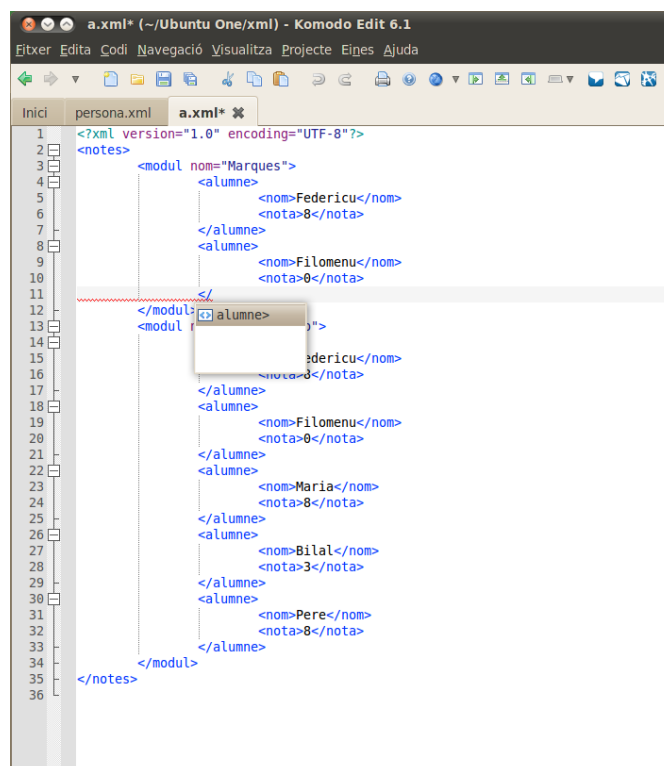 a.xml* (~/Ubuntu One/xml) - Komodo Edit 6.1
Fitxer Edita Codi Navegació Visualitza Projecte Eines Ajuda
Inici persona.xml a.xml*
1 <?xml version="1.0" encoding="UTF-8"?>
2 <notes>
3 <modul nom="Marques">
4 <alumne>
5 <nom>Federicu</nom>
6 <nota>8</nota>
7 </alumne>
8 <alumne>
9 <nom>Filomenu</nom>
10 <nota>0</nota>
11 </
alumne>
12 </modul>
13 <modul ">
14
15 edericu</nom>
16 <nota>8</nota>
17 </alumne>
18 <alumne>
19 <nom>Filomenu</nom>
20 <nota>0</nota>
21 </alumne>
22 <alumne>
23 <nom>Maria</nom>
24 <nota>8</nota>
25 </alumne>
26 <alumne>
27 <nom>Bilal</nom>
28 <nota>3</nota>
29 </alumne>
30 <alumne>
31 <nom>Pere</nom>
32 <nota>8</nota>
33 </alumne>
34 </modul>
35 </notes>
36